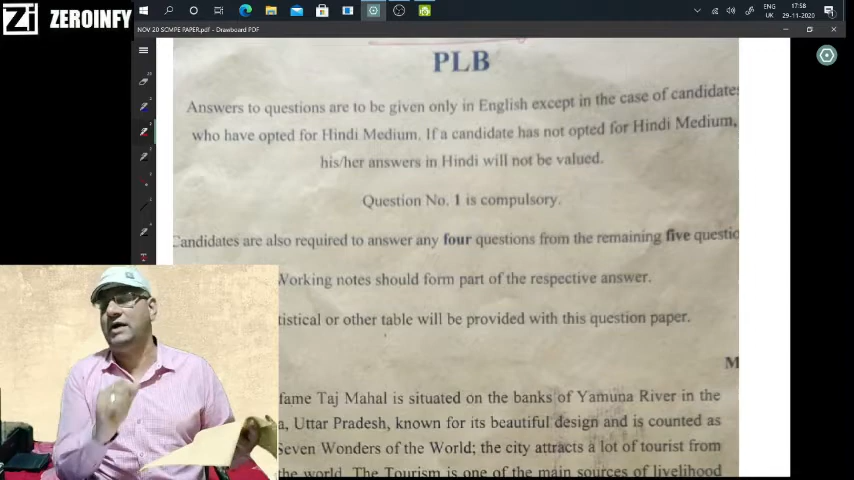 Zi ZEROINFY
ENG
UK
17:58
29-11-2020
NOV 20 SCMPE PAPER.pdf - Drawboard PDF
PLB
Answers to questions are to be given only in English except in the case of candidate
who have opted for Hindi Medium. If a candidate has not opted for Hindi Medium,
his/her answers in Hindi will not be valued.
Question No. 1 is compulsory.
Candidates are also required to answer any four questions from the remaining five questio
Working notes should form part of the respective answer.
tistical or other table will be provided with this question paper.
M
fame Taj Mahal is situated on the banks of Yamuna River in the
a, Uttar Pradesh, known for its beautiful design and is counted as
Seven Wonders of the World; the city attracts a lot of tourist from
the world. The Tourism is one of the main sources of livelihood